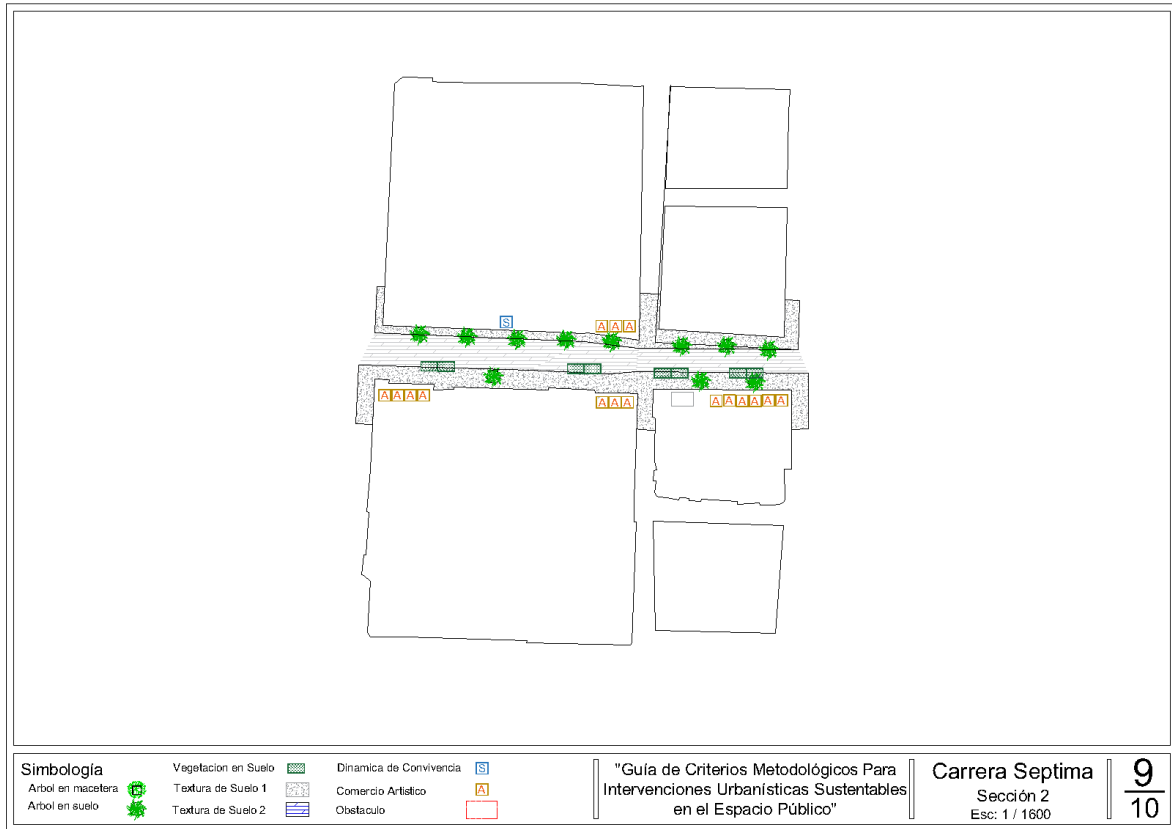 S
A A A
A A A A
A A A
A A A A A A
Simbología
Arbol en macetera
Arbol en suelo
Vegetacion en Suelo
Textura de Suelo 1
Textura de Suelo 2
Dinamica de Convivencia S
Comercio Artistico A
Obstaculo
"Guía de Criterios Metodológicos Para
Intervenciones Urbanísticas Sustentables
en el Espacio Público"
Carrera Septima
Sección 2
Esc: 1 / 1600
9
10